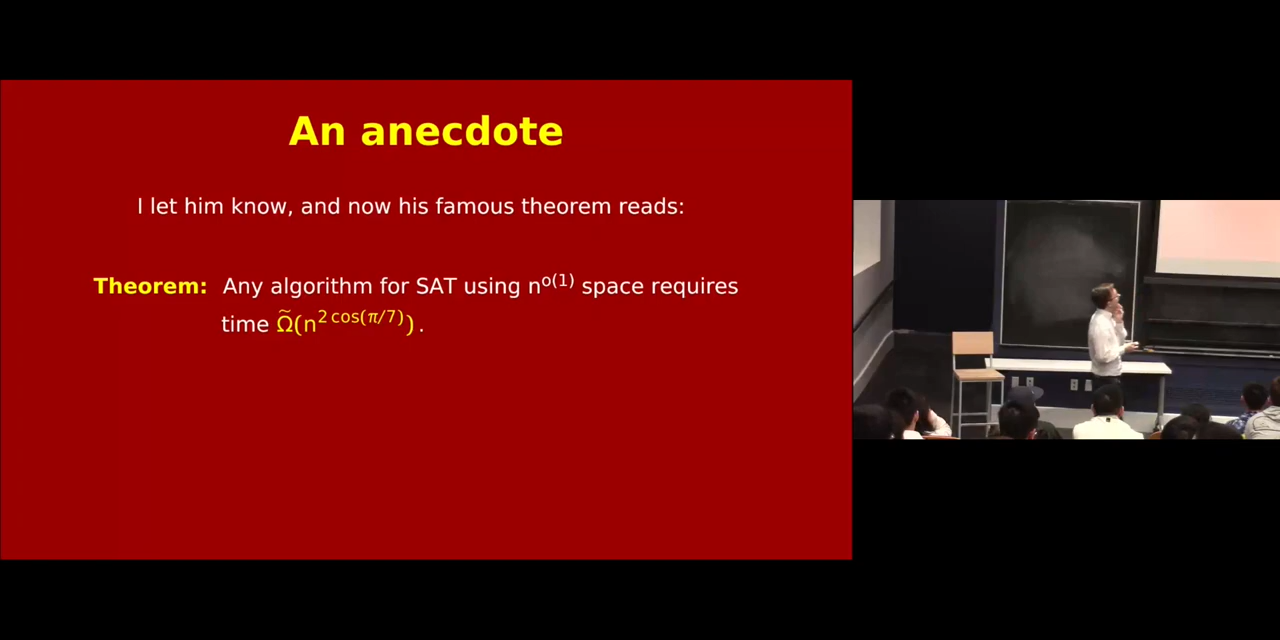 An anecdote
I let him know, and now his famous theorem reads:
Theorem: Any algorithm for SAT using n^o(1) space requires
time Ω̃(n^2 cos(π/7)).